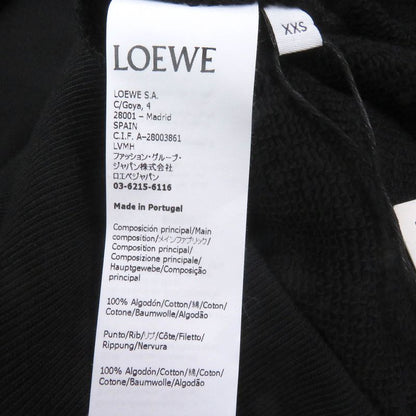 LOEWE
XXS
LOEWE S.A.
C/Goya, 4
28001 – Madrid
SPAIN
C.I.F. A-28003861
LVMH
ファッション・グループ・
ジャパン株式会社
ロエベジャパン
03-6215-6116
Made in Portugal
Composición principal/Main
composition/メインファブリック/
Composition principal/
Composizione principale/
Hauptgewebe/Composição
principal
100% Algodón/Cotton/綿/Coton/
Cotone/Baumwolle/Algodão
Punto/Rib/リブ/Côte/Filetto/
Rippung/Nervura
100% Algodón/Cotton/綿/Coton/
Cotone/Baumwolle/Algodão